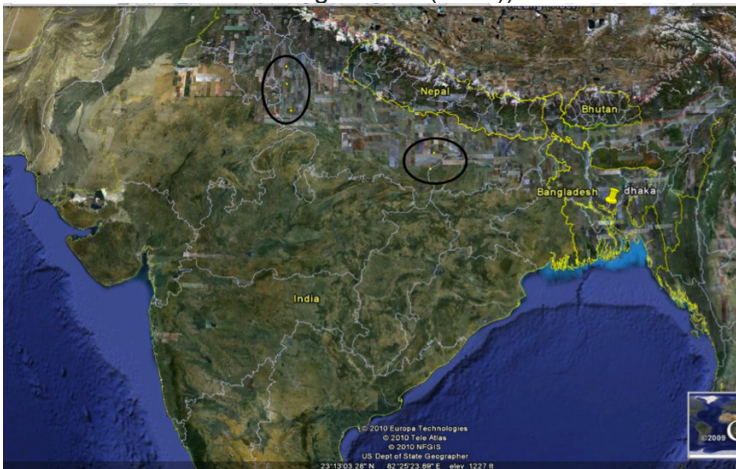 Nepal
Bhutan
Bangladesh
dhaka
India
© 2010 Europa Technologies
© 2010 Tele Atlas
© 2010 NFGIS
US Dept of State Geographer
©2009
23°13'03.28" N 82°25'23.89" E elev 1227 ft